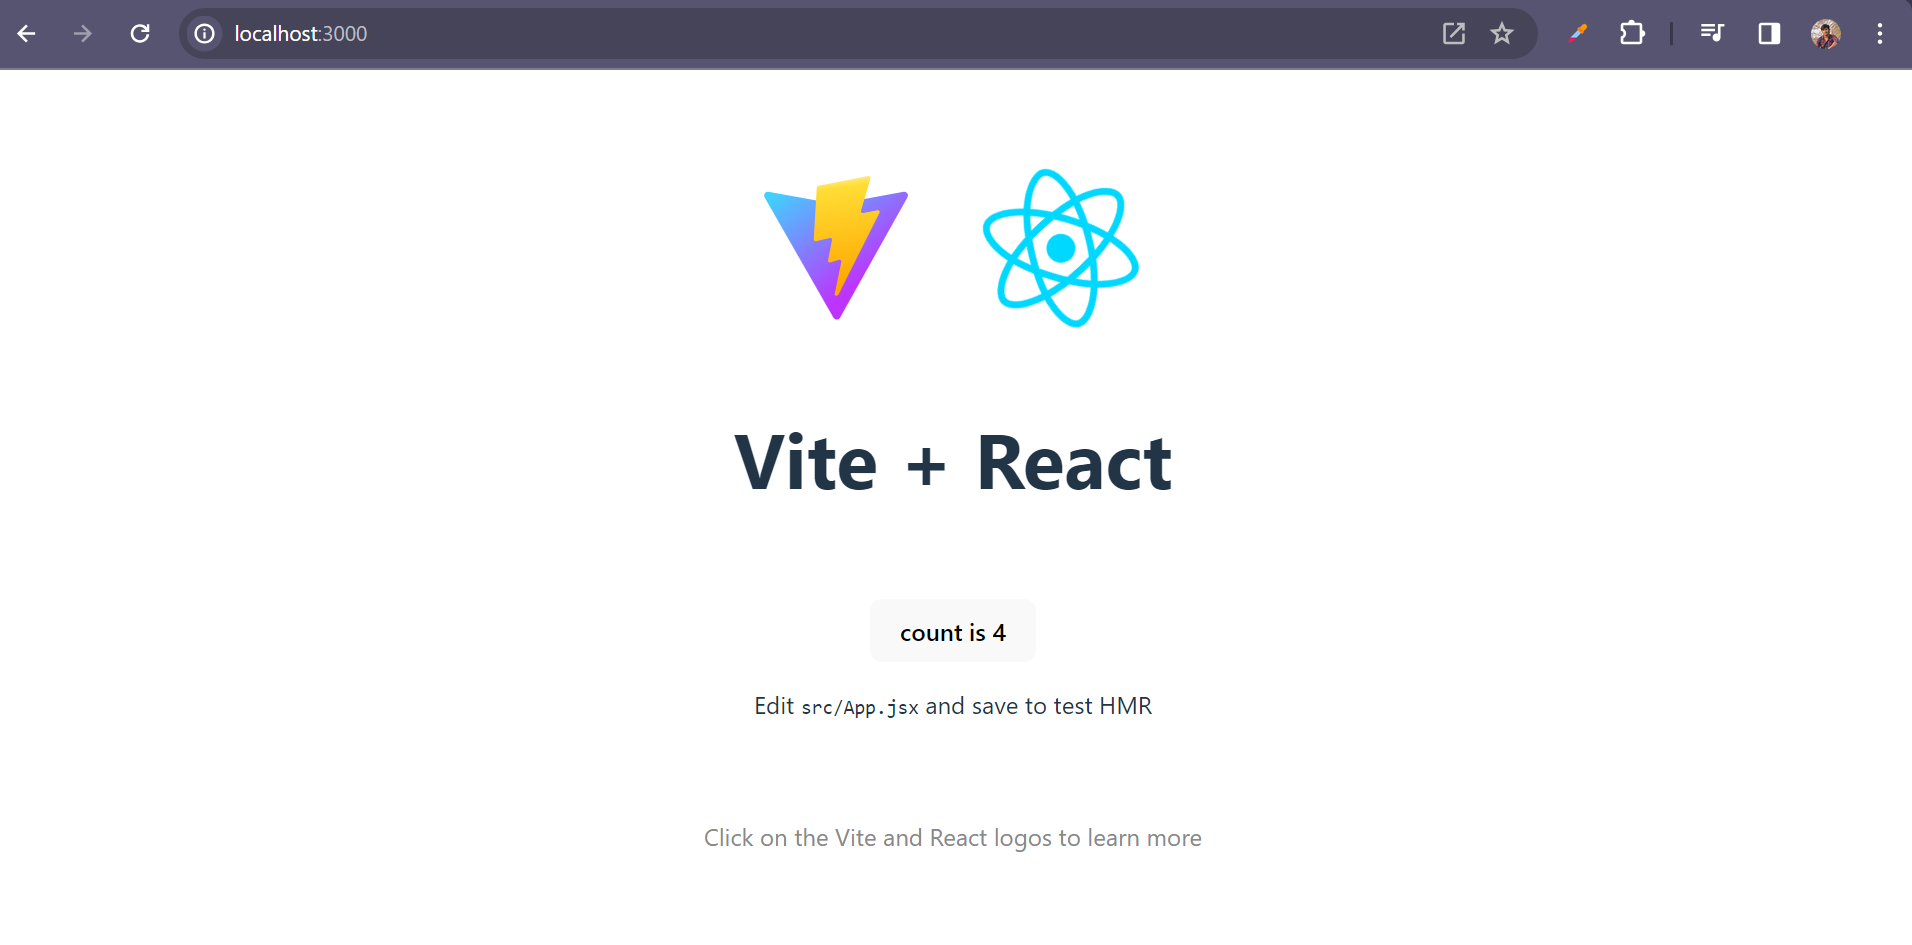 localhost:3000
Vite + React
count is 4
Edit src/App.jsx and save to test HMR
Click on the Vite and React logos to learn more